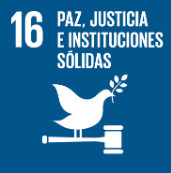 16 PAZ, JUSTICIA
E INSTITUCIONES
SÓLIDAS